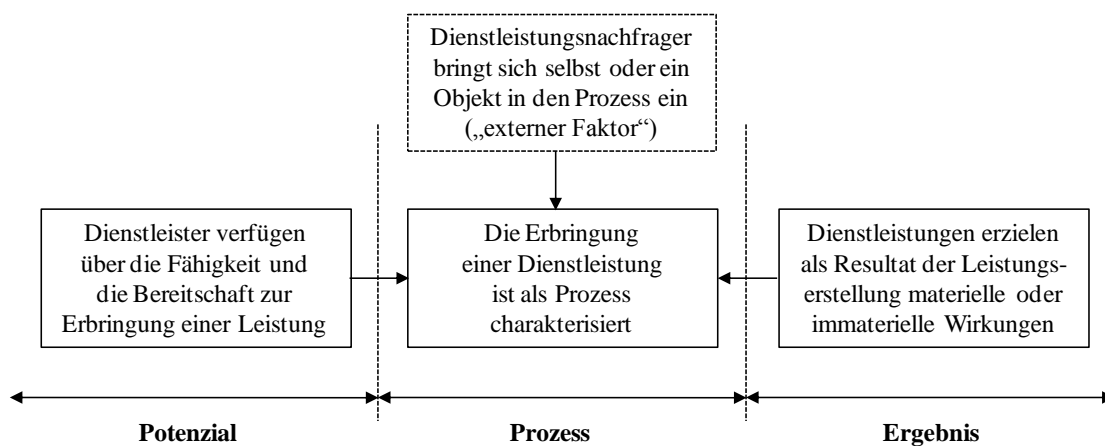 Dienstleistungsnachfrager
bringt sich selbst oder ein
Objekt in den Prozess ein
(„externer Faktor“)
Dienstleister verfügen
über die Fähigkeit und
die Bereitschaft zur
Erbringung einer Leistung
Die Erbringung
einer Dienstleistung
ist als Prozess
charakterisiert
Dienstleistungen erzielen
als Resultat der Leistungs-
erstellung materielle oder
immaterielle Wirkungen
Potenzial
Prozess
Ergebnis